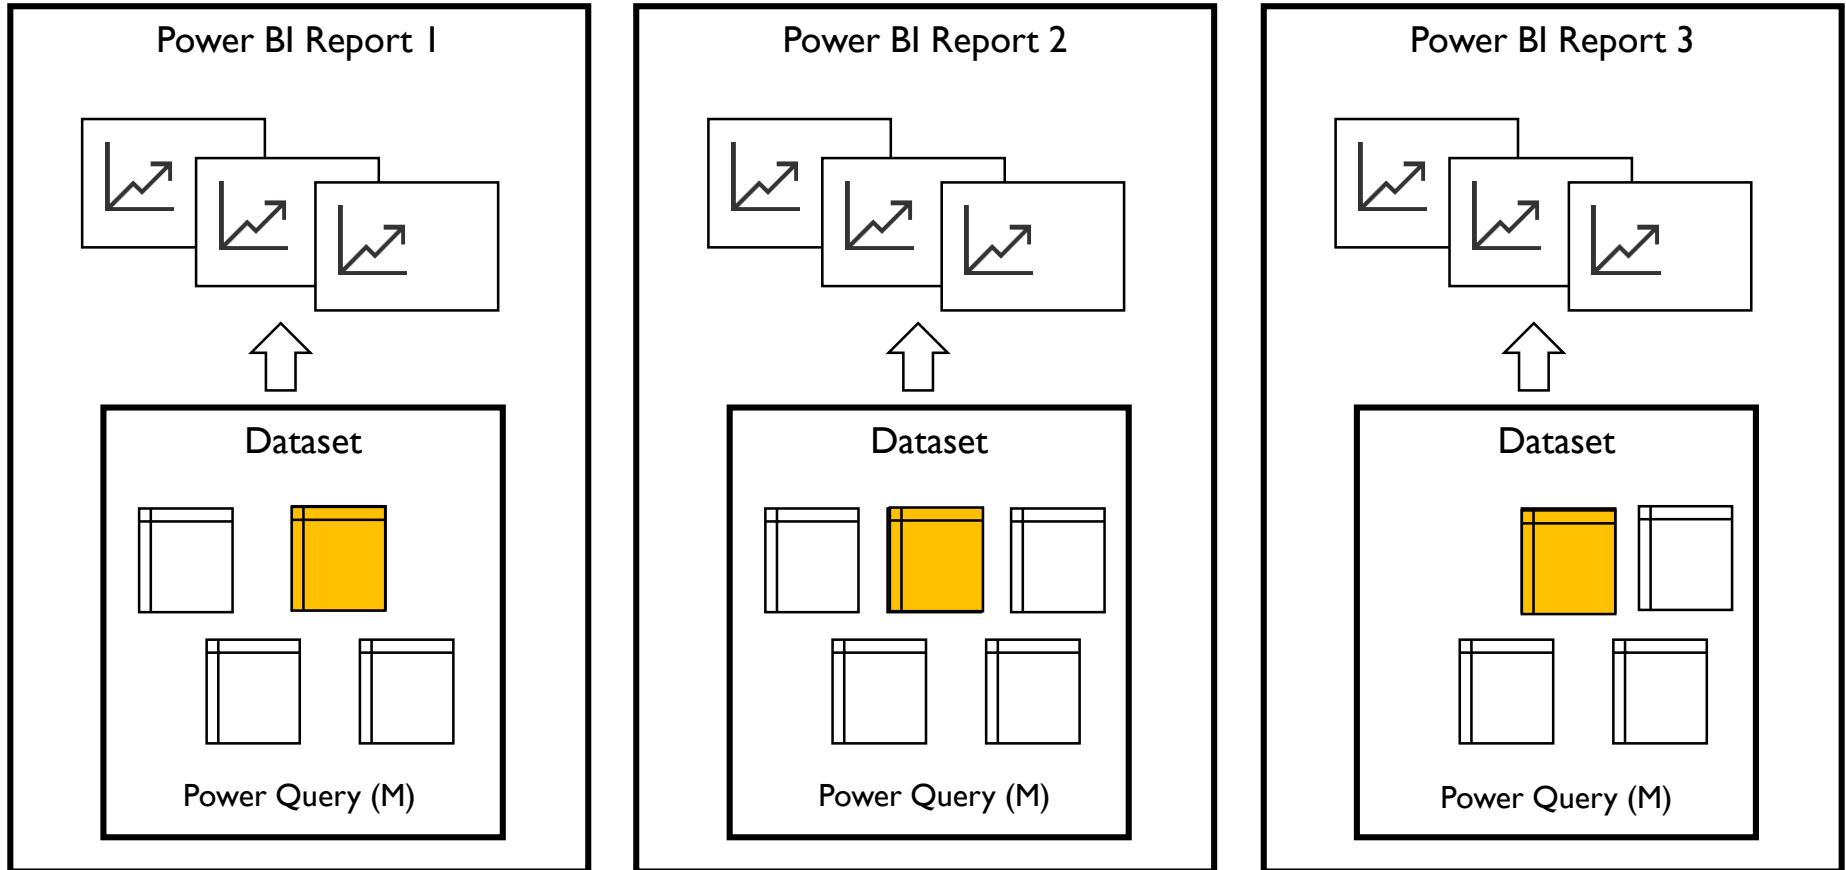 Power BI Report 1
Power BI Report 2
Power BI Report 3
Dataset
Dataset
Dataset
Power Query (M)
Power Query (M)
Power Query (M)